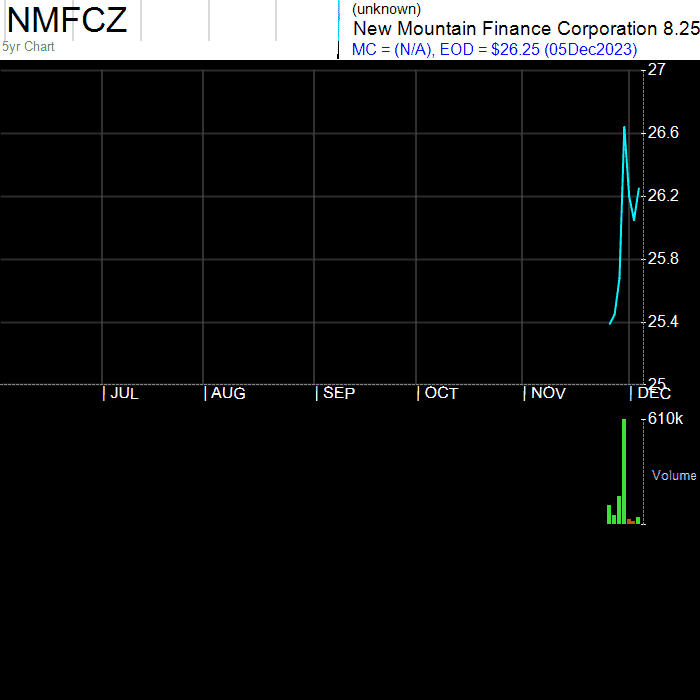 NMFCZ
5yr Chart
(unknown)
New Mountain Finance Corporation 8.25
MC = (N/A), EOD = $26.25 (05Dec2023)
27
26.6
26.2
25.8
25.4
25
| JUL | AUG | SEP | OCT | NOV | DEC
610k
Volume